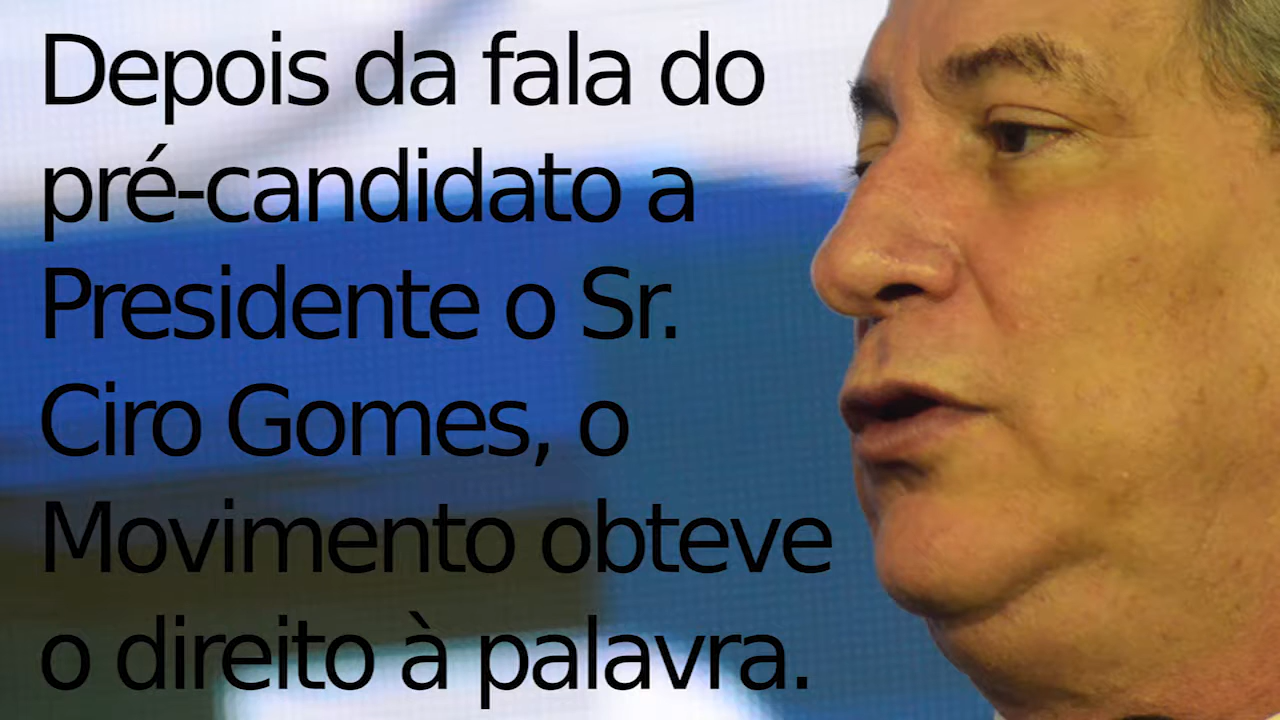 Depois da fala do
pré-candidato a
Presidente o Sr.
Ciro Gomes, o
Movimento obteve
o direito à palavra.